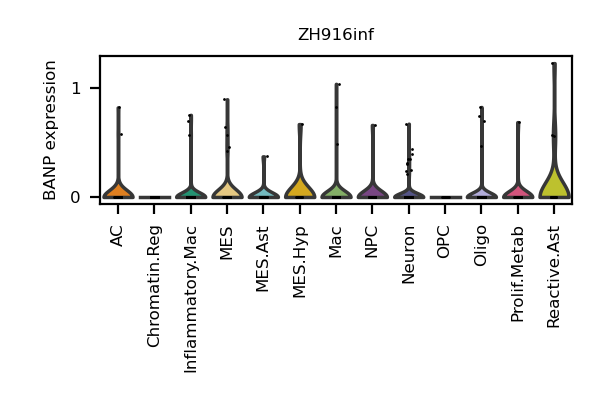 ZH916inf
BANP expression
1
0
AC
Chromatin.Reg
Inflammatory.Mac
MES
MES.Ast
MES.Hyp
Mac
NPC
Neuron
OPC
Oligo
Prolif.Metab
Reactive.Ast